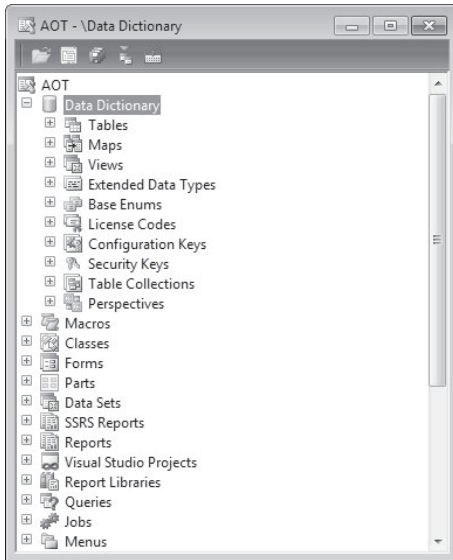 AOT - \Data Dictionary
AOT
Data Dictionary
Tables
Maps
Views
Extended Data Types
Base Enums
License Codes
Configuration Keys
Security Keys
Table Collections
Perspectives
Macros
Classes
Forms
Parts
Data Sets
SSRS Reports
Reports
Visual Studio Projects
Report Libraries
Queries
Jobs
Menus